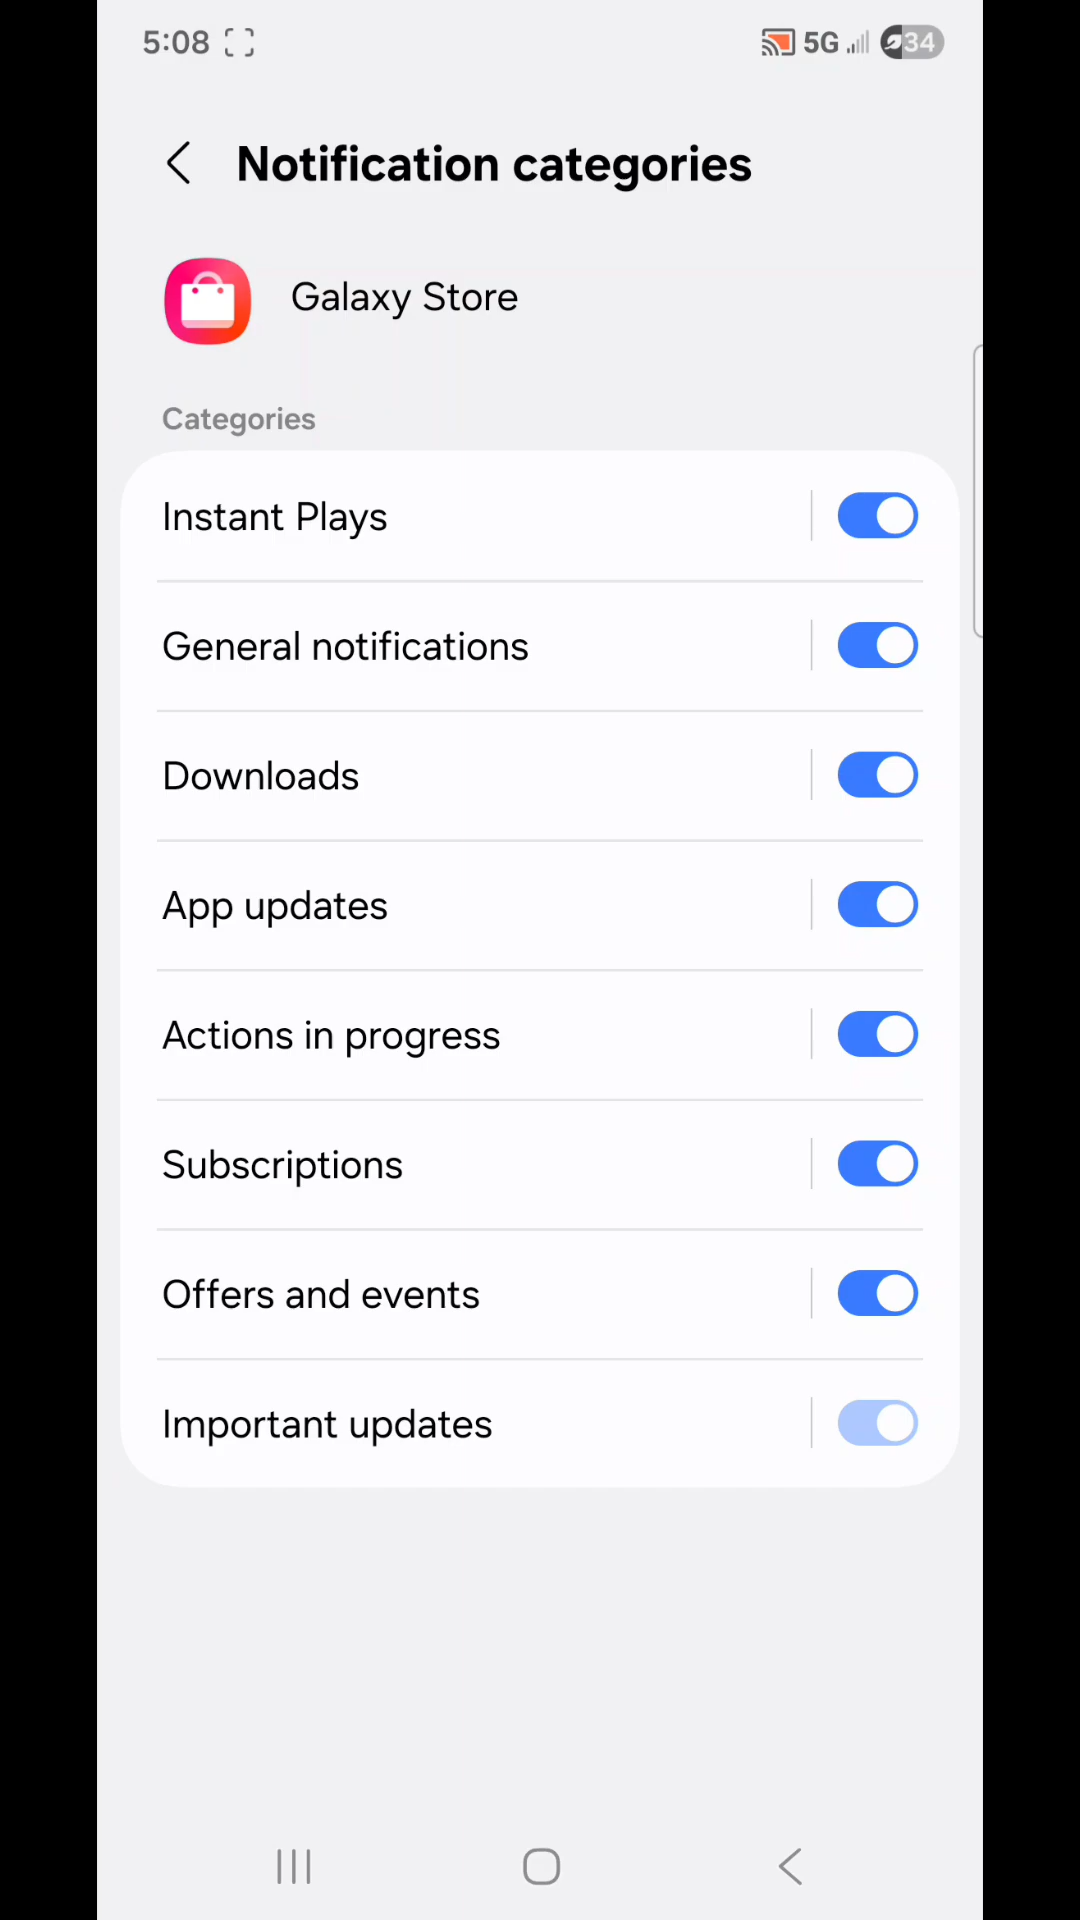 5:08 5G 34
Notification categories
Galaxy Store
Categories
Instant Plays
General notifications
Downloads
App updates
Actions in progress
Subscriptions
Offers and events
Important updates